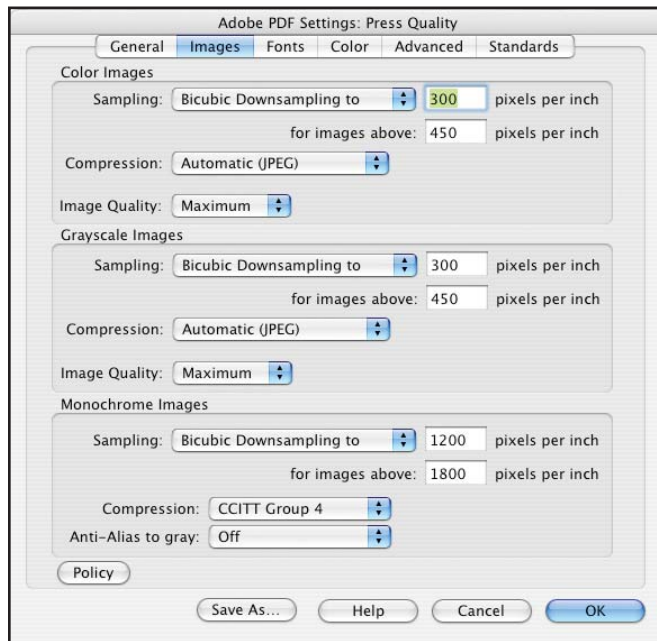 Adobe PDF Settings: Press Quality
General Images Fonts Color Advanced Standards
Color Images
Sampling: Bicubic Downsampling to 300 pixels per inch
for images above: 450 pixels per inch
Compression: Automatic (JPEG)
Image Quality: Maximum
Grayscale Images
Sampling: Bicubic Downsampling to 300 pixels per inch
for images above: 450 pixels per inch
Compression: Automatic (JPEG)
Image Quality: Maximum
Monochrome Images
Sampling: Bicubic Downsampling to 1200 pixels per inch
for images above: 1800 pixels per inch
Compression: CCITT Group 4
Anti-Alias to gray: Off
Policy
Save As... Help Cancel OK